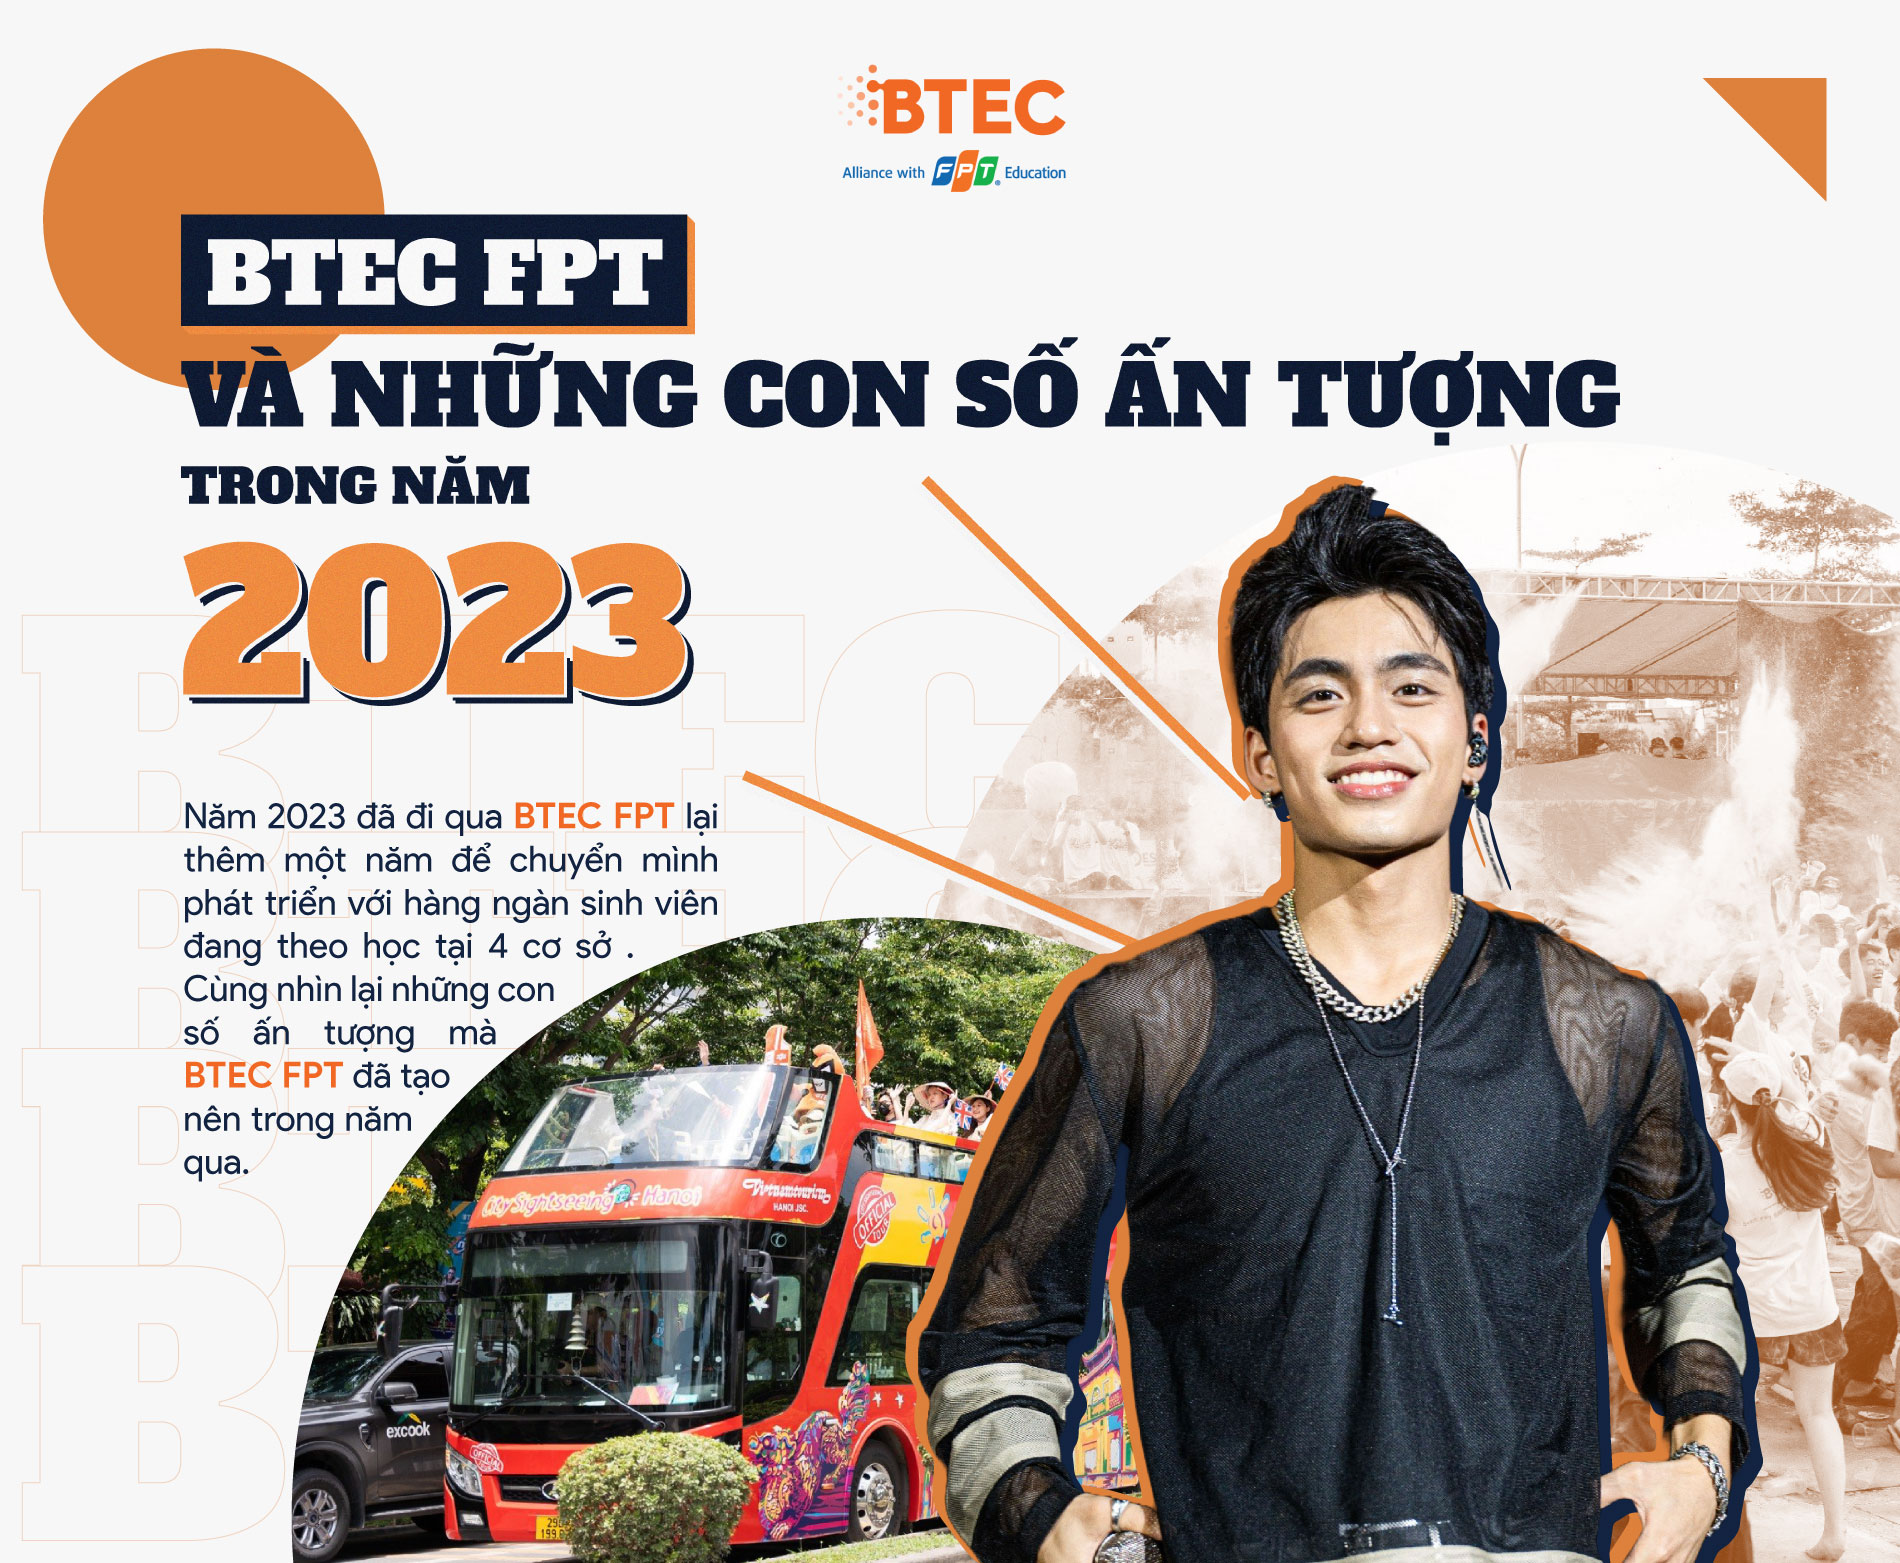 BTEC
Alliance with FPT Education
BTEC FPT
VÀ NHỮNG CON SỐ ẤN TƯỢNG
TRONG NĂM
2023
Năm 2023 đã đi qua BTEC FPT lại
thêm một năm để chuyển mình
phát triển với hàng ngàn sinh viên
đang theo học tại 4 cơ sở .
Cùng nhìn lại những con
số ấn tượng mà
BTEC FPT đã tạo
nên trong năm
qua.
City Sightseeing Hanoi
Vietnamtourism
HANOI JSC.
OFFICIAL
TOUR
excook
BTEC